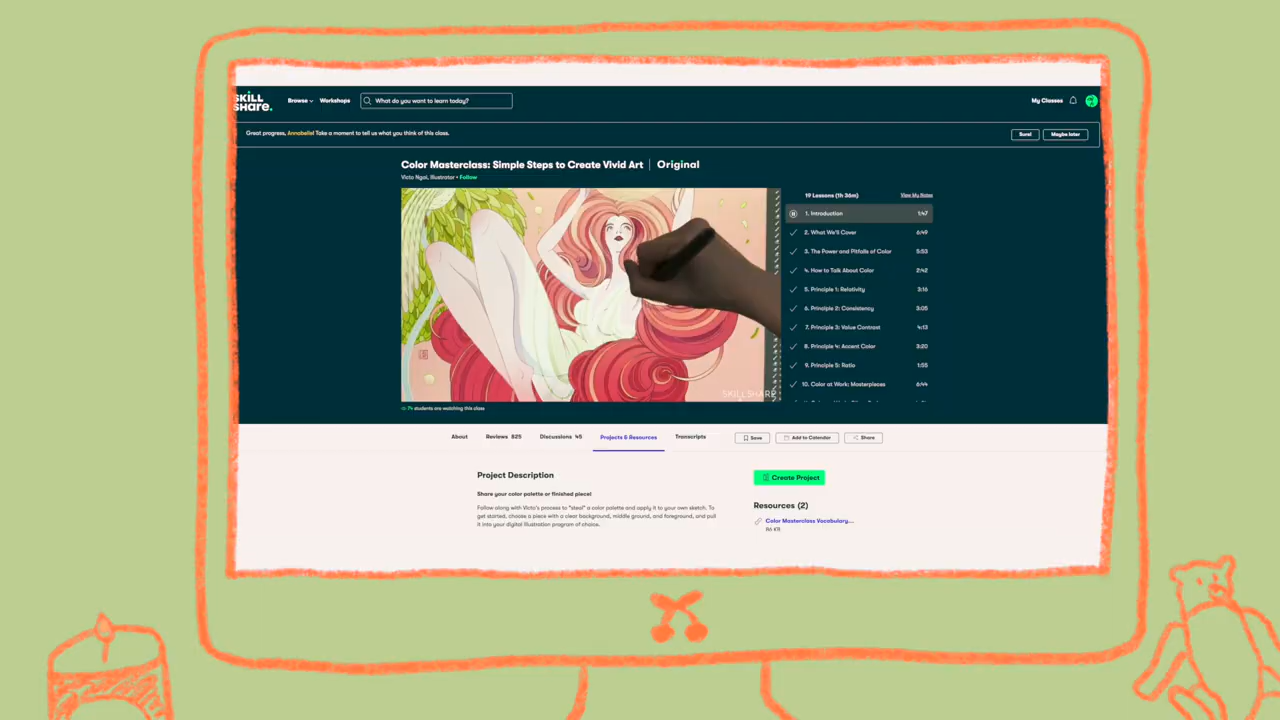 SKILL
SHARE.
Browse
Workshops
What do you want to learn today?
My Classes
Great progress, Annabelle! Take a moment to tell us what you think of this class.
Sure!
Maybe later
Color Masterclass: Simple Steps to Create Vivid Art | Original
Victo Ngai, Illustrator • Follow
19 Lessons (1h 36m)
View My Notes
1. Introduction 1:47
2. What We'll Cover 6:49
3. The Power and Pitfalls of Color 5:53
4. How to Talk About Color 2:42
5. Principle 1: Relativity 3:16
6. Principle 2: Consistency 3:05
7. Principle 3: Value Contrast 4:13
8. Principle 4: Accent Color 3:20
9. Principle 5: Ratio 1:55
10. Color at Work: Masterpieces 6:44
SKILLSHARE
74 students are watching this class
About
Reviews 825
Discussions 45
Projects & Resources
Transcripts
Save
Add to Calendar
Share
Project Description
Create Project
Share your color palette or finished piece!
Follow along with Victo's process to "steal" a color palette and apply it to your own sketch. To
get started, choose a piece with a clear background, middle ground, and foreground, and pull
it into your digital illustration program of choice.
Resources (2)
Color Masterclass Vocabulary...
86 KB